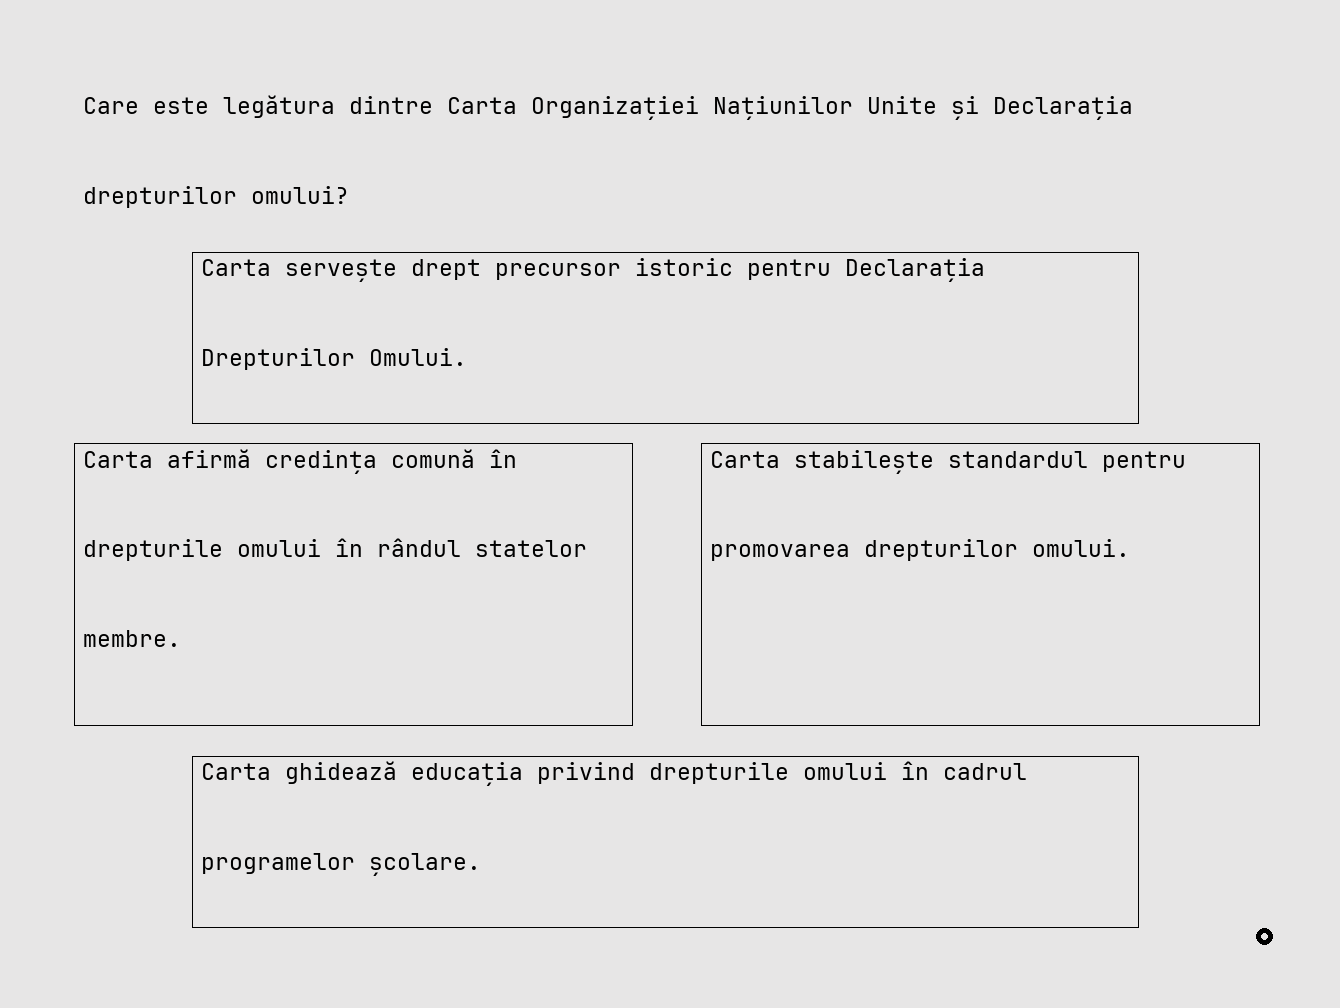 Care este legătura dintre Carta Organizației Națiunilor Unite și Declarația
drepturilor omului?
Carta servește drept precursor istoric pentru Declarația
Drepturilor Omului.
Carta afirmă credința comună în
drepturile omului în rândul statelor
membre.
Carta stabilește standardul pentru
promovarea drepturilor omului.
Carta ghidează educația privind drepturile omului în cadrul
programelor școlare.